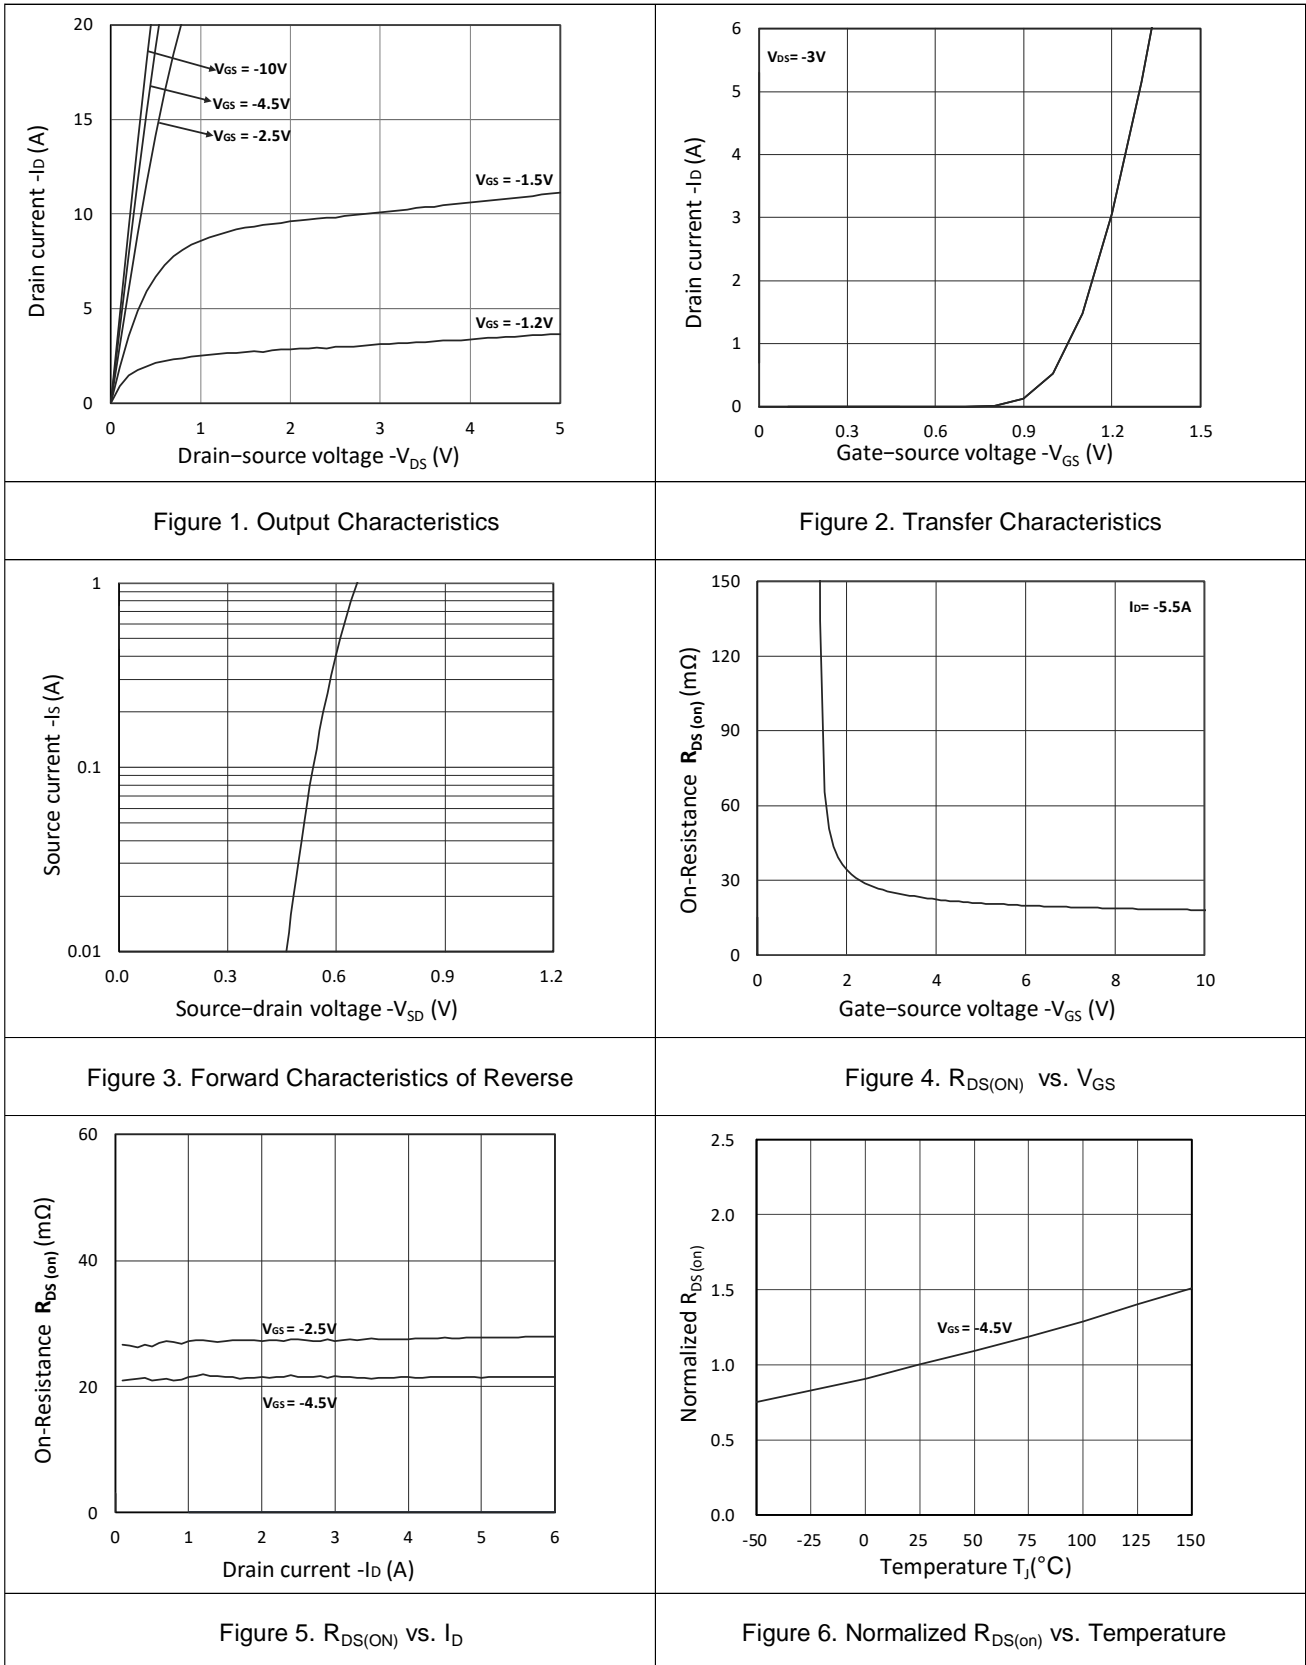 20
15
10
5
0
0 1 2 3 4 5
Drain current -ID (A)
VGS = -10V
VGS = -4.5V
VGS = -2.5V
VGS = -1.5V
VGS = -1.2V
Drain−source voltage -VDS (V)
Figure 1. Output Characteristics
6
5
4
3
2
1
0
0 0.3 0.6 0.9 1.2 1.5
Drain current -ID (A)
VDS= -3V
Gate−source voltage -VGS (V)
Figure 2. Transfer Characteristics
1
0.1
0.01
0.0 0.3 0.6 0.9 1.2
Source current -IS (A)
Source−drain voltage -VSD (V)
Figure 3. Forward Characteristics of Reverse
150
120
90
60
30
0
0 2 4 6 8 10
On-Resistance RDS (on) (mΩ)
ID= -5.5A
Gate−source voltage -VGS (V)
Figure 4. RDS(ON) vs. VGS
60
40
20
0
0 1 2 3 4 5 6
On-Resistance RDS (on) (mΩ)
VGS = -2.5V
VGS = -4.5V
Drain current -ID (A)
Figure 5. RDS(ON) vs. ID
2.5
2.0
1.5
1.0
0.5
0.0
-50 -25 0 25 50 75 100 125 150
Normalized RDS (on)
VGS = -4.5V
Temperature TJ(°C)
Figure 6. Normalized RDS(on) vs. Temperature